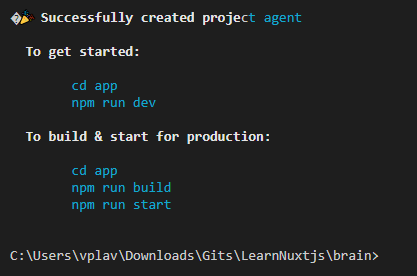 🎉 Successfully created project agent
To get started:
cd app
npm run dev
To build & start for production:
cd app
npm run build
npm run start
C:\Users\vplav\Downloads\Gits\LearnNuxtjs\brain>